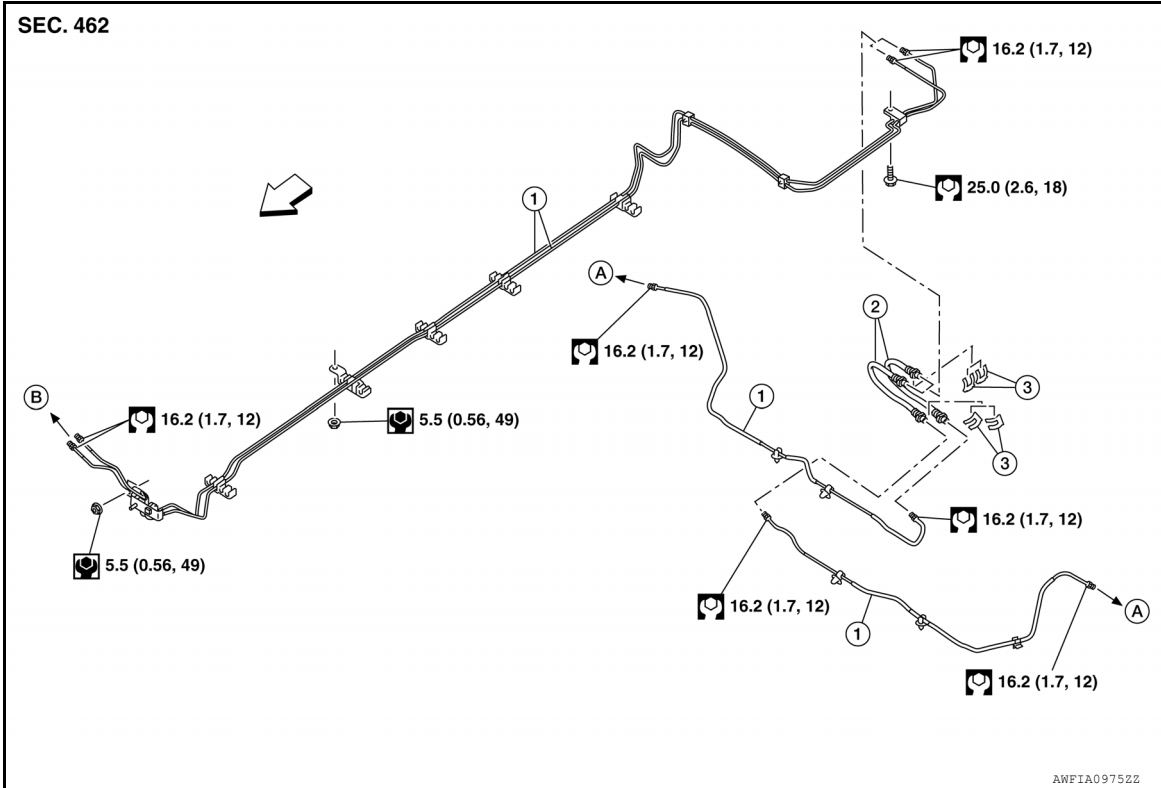 SEC. 462
16.2 (1.7, 12)
25.0 (2.6, 18)
1
A
2
16.2 (1.7, 12)
3
B
1
16.2 (1.7, 12)
5.5 (0.56, 49)
3
16.2 (1.7, 12)
5.5 (0.56, 49)
16.2 (1.7, 12)
A
1
16.2 (1.7, 12)
AWFIA0975ZZ